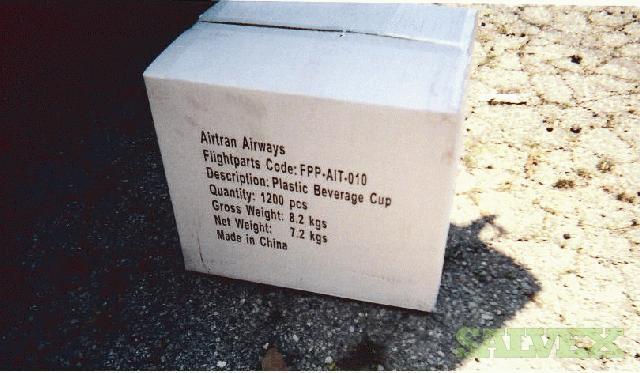 Airtran Airways
Flightparts Code: FPP-AIT-010
Description: Plastic Beverage Cup
Quantity: 1200 pcs
Gross Weight: 8.2 kgs
Net Weight: 7.2 kgs
Made in China
SALVEX